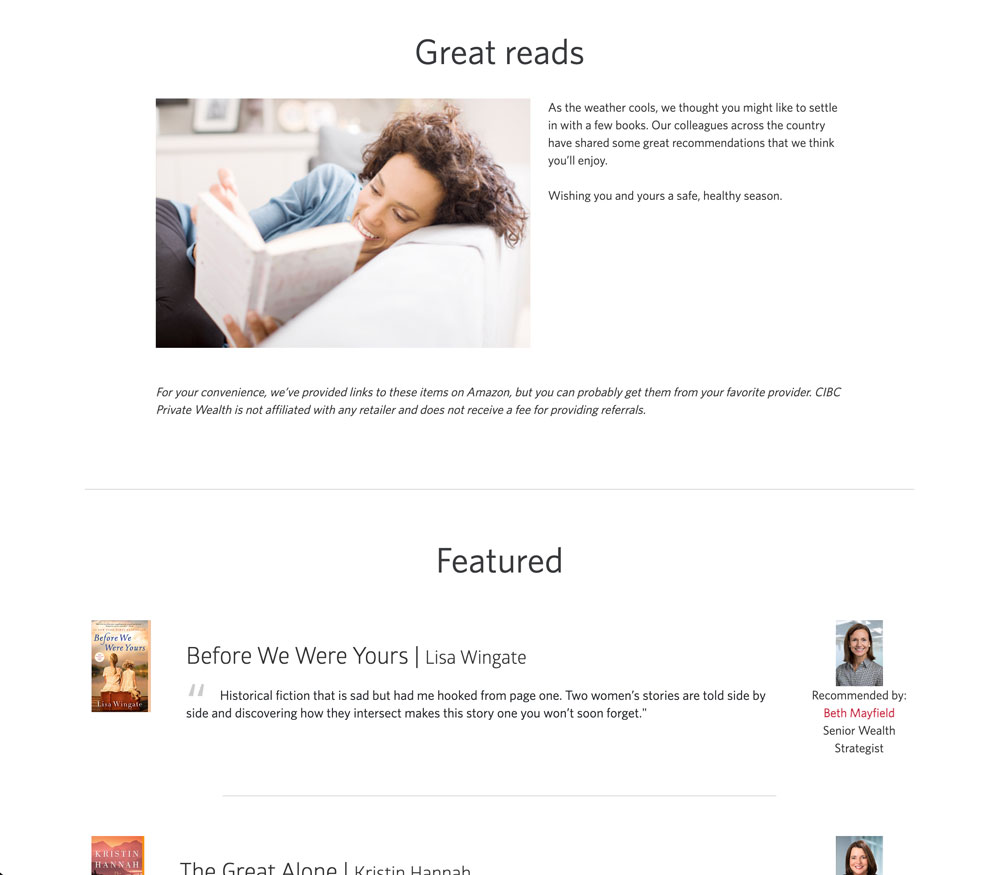 Great reads
As the weather cools, we thought you might like to settle
in with a few books. Our colleagues across the country
have shared some great recommendations that we think
you’ll enjoy.
Wishing you and yours a safe, healthy season.
For your convenience, we’ve provided links to these items on Amazon, but you can probably get them from your favorite provider. CIBC
Private Wealth is not affiliated with any retailer and does not receive a fee for providing referrals.
Featured
Before We
Were Yours
Lisa Wingate
Before We Were Yours | Lisa Wingate
“ Historical fiction that is sad but had me hooked from page one. Two women’s stories are told side by
side and discovering how they intersect makes this story one you won’t soon forget."
Recommended by:
Beth Mayfield
Senior Wealth
Strategist
KRISTIN
HANNAH
The Great Alone | Kristin Hannah